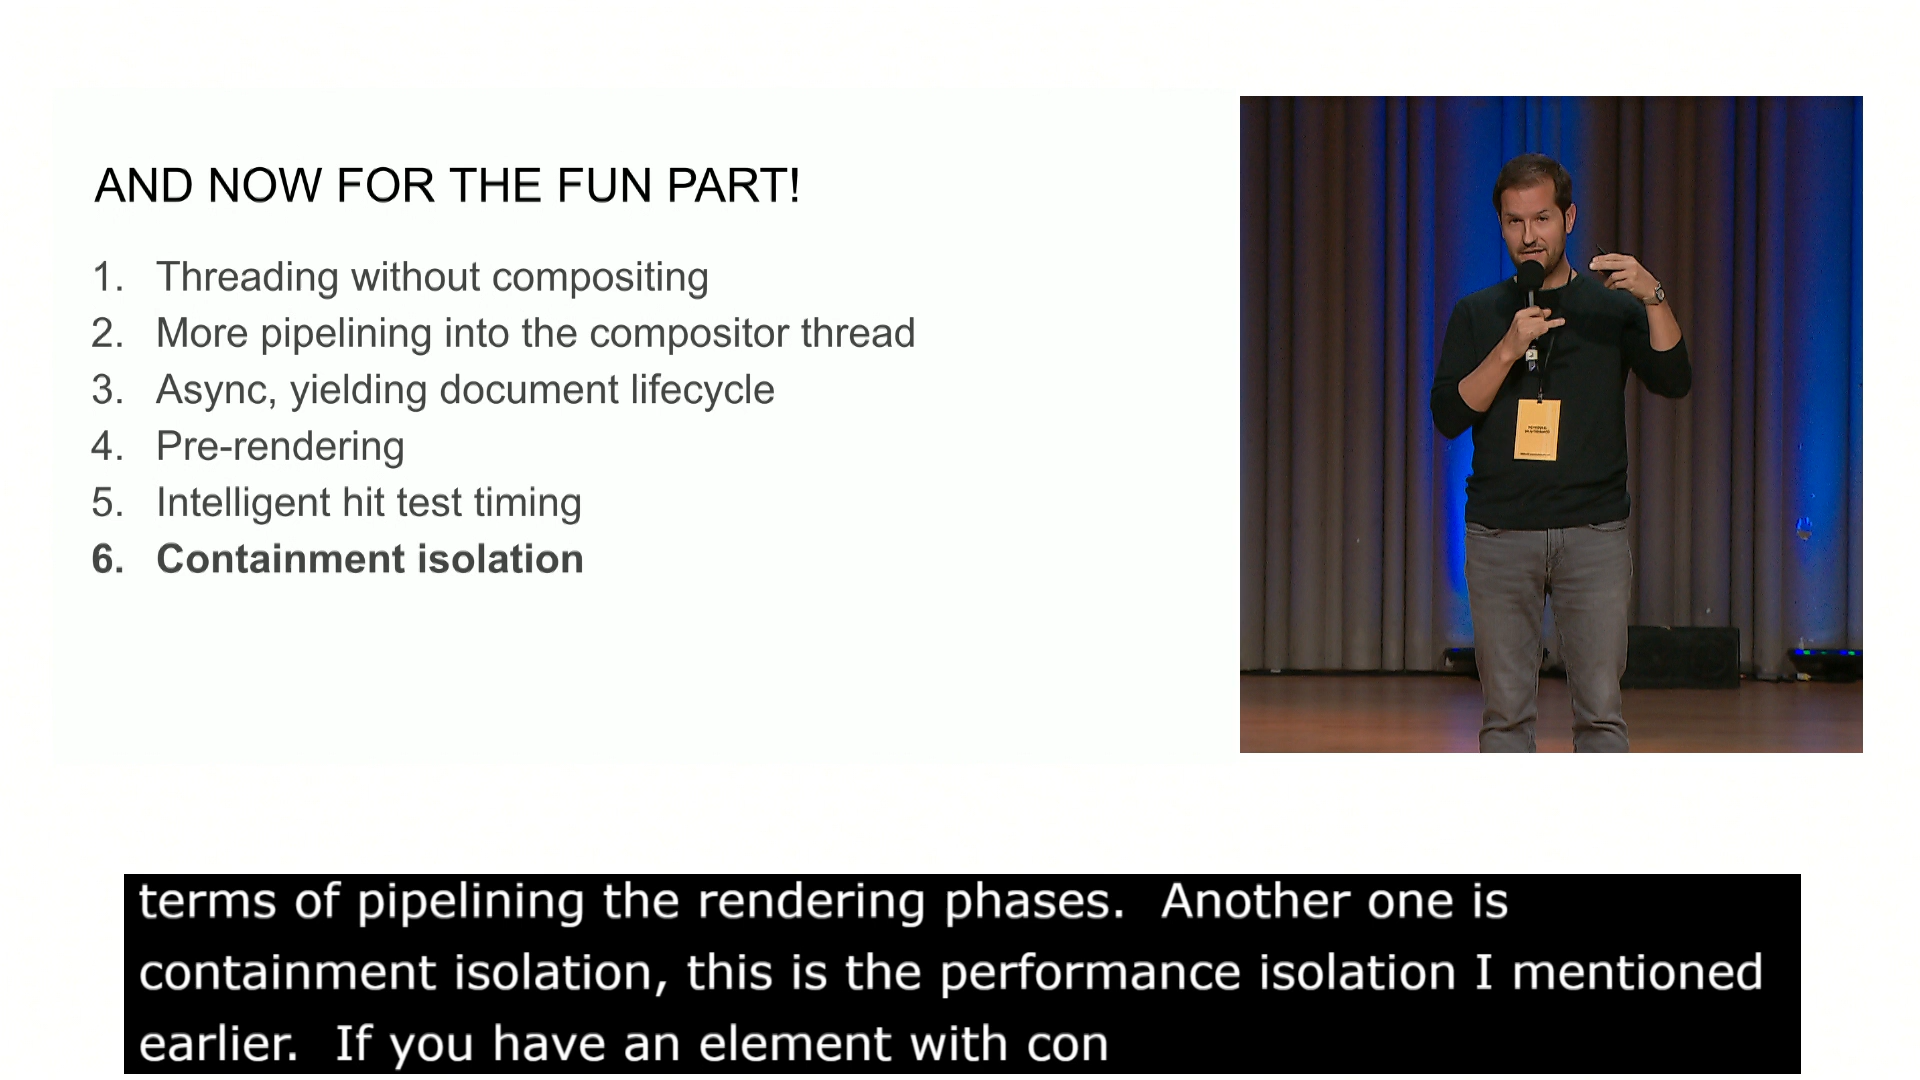 AND NOW FOR THE FUN PART!
1. Threading without compositing
2. More pipelining into the compositor thread
3. Async, yielding document lifecycle
4. Pre-rendering
5. Intelligent hit test timing
6. Containment isolation
terms of pipelining the rendering phases.  Another one is
containment isolation, this is the performance isolation I mentioned
earlier.  If you have an element with con